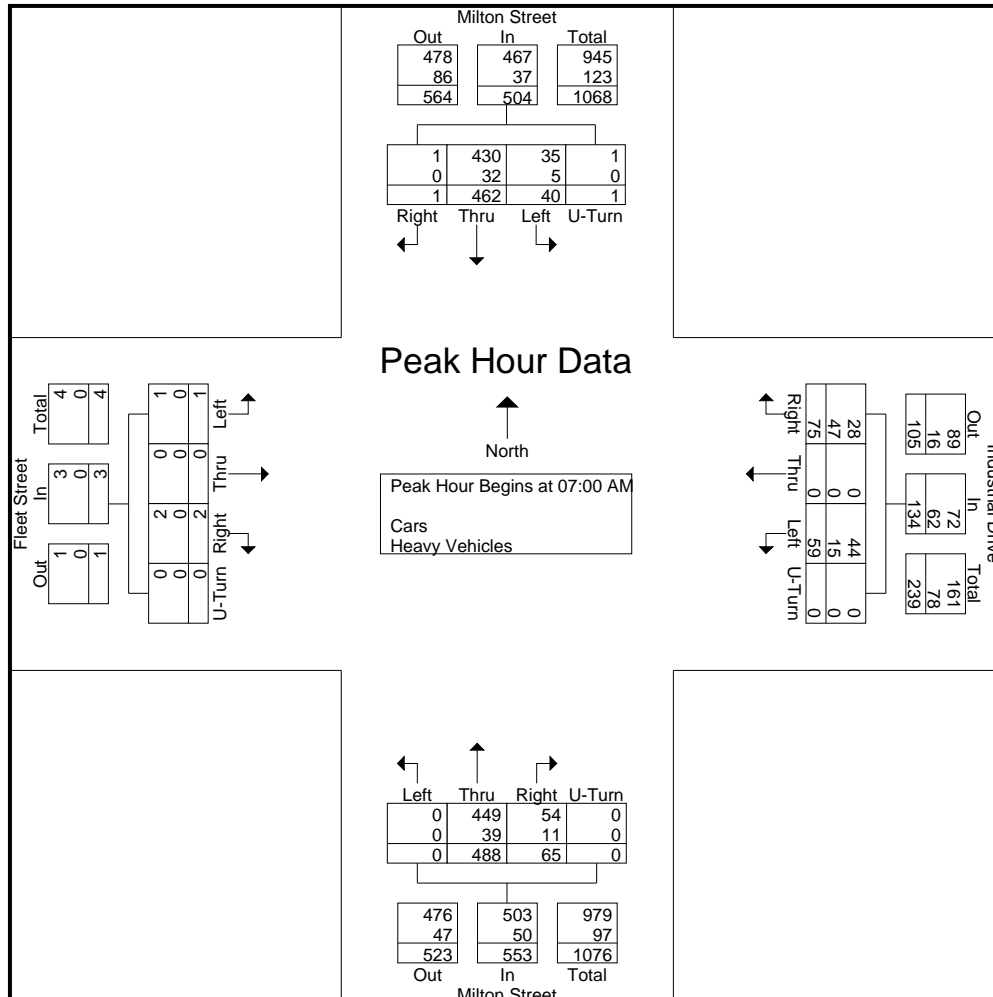 Milton Street
Out In Total
478 467 945
86 37 123
564 504 1068
1 430 35 1
0 32 5 0
1 462 40 1
Right Thru Left U-Turn
Peak Hour Data
North
Peak Hour Begins at 07:00 AM
Cars
Heavy Vehicles
Fleet Street
Out In Total
1 3 4
0 0 0
1 3 4
U-Turn Right Thru Left
0 2 0 1
0 0 0 0
0 2 0 1
Industrial Drive
Out In Total
89 72 161
16 62 78
105 134 239
28 0 44 0
47 0 15 0
75 0 59 0
Right Thru Left U-Turn
Left Thru Right U-Turn
0 449 54 0
0 39 11 0
0 488 65 0
476 503 979
47 50 97
523 553 1076
Out In Total
Milton Street